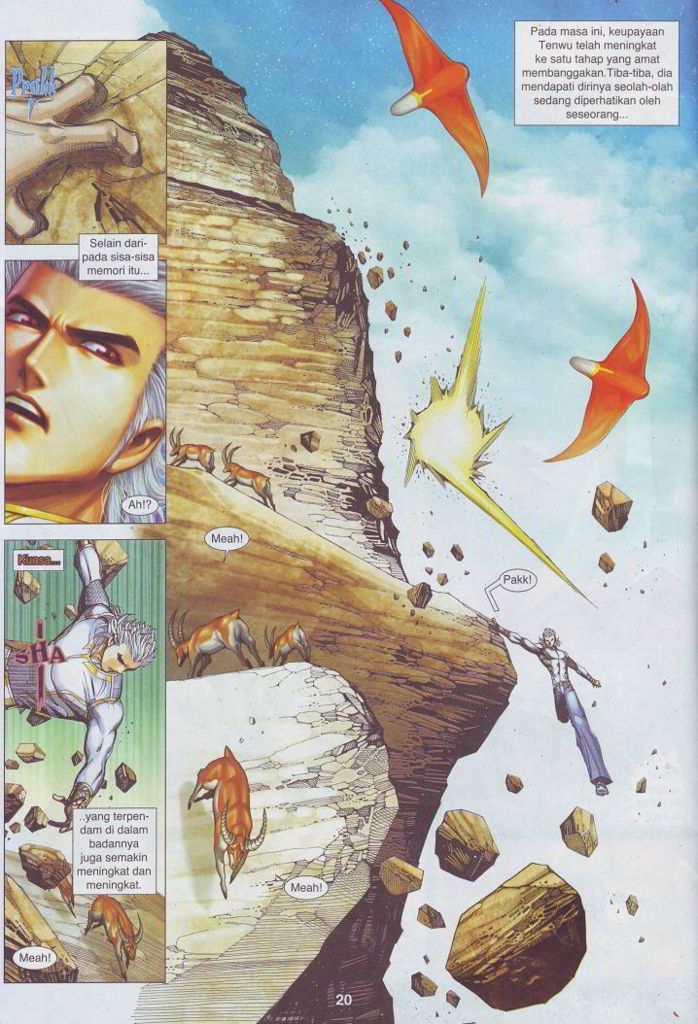 Pada masa ini, keupayaan
Tenwu telah meningkat
ke satu tahap yang amat
membanggakan.Tiba-tiba, dia
mendapati dirinya seolah-olah
sedang diperhatikan oleh
seseorang...
Prakk
!
Selain dari-
pada sisa-sisa
memori itu...
Ah!?
Meah!
Pakk!
Kuasa...
SHA
..yang terpen-
dam di dalam
badannya
juga semakin
meningkat dan
meningkat.
Meah!
Meah!
20